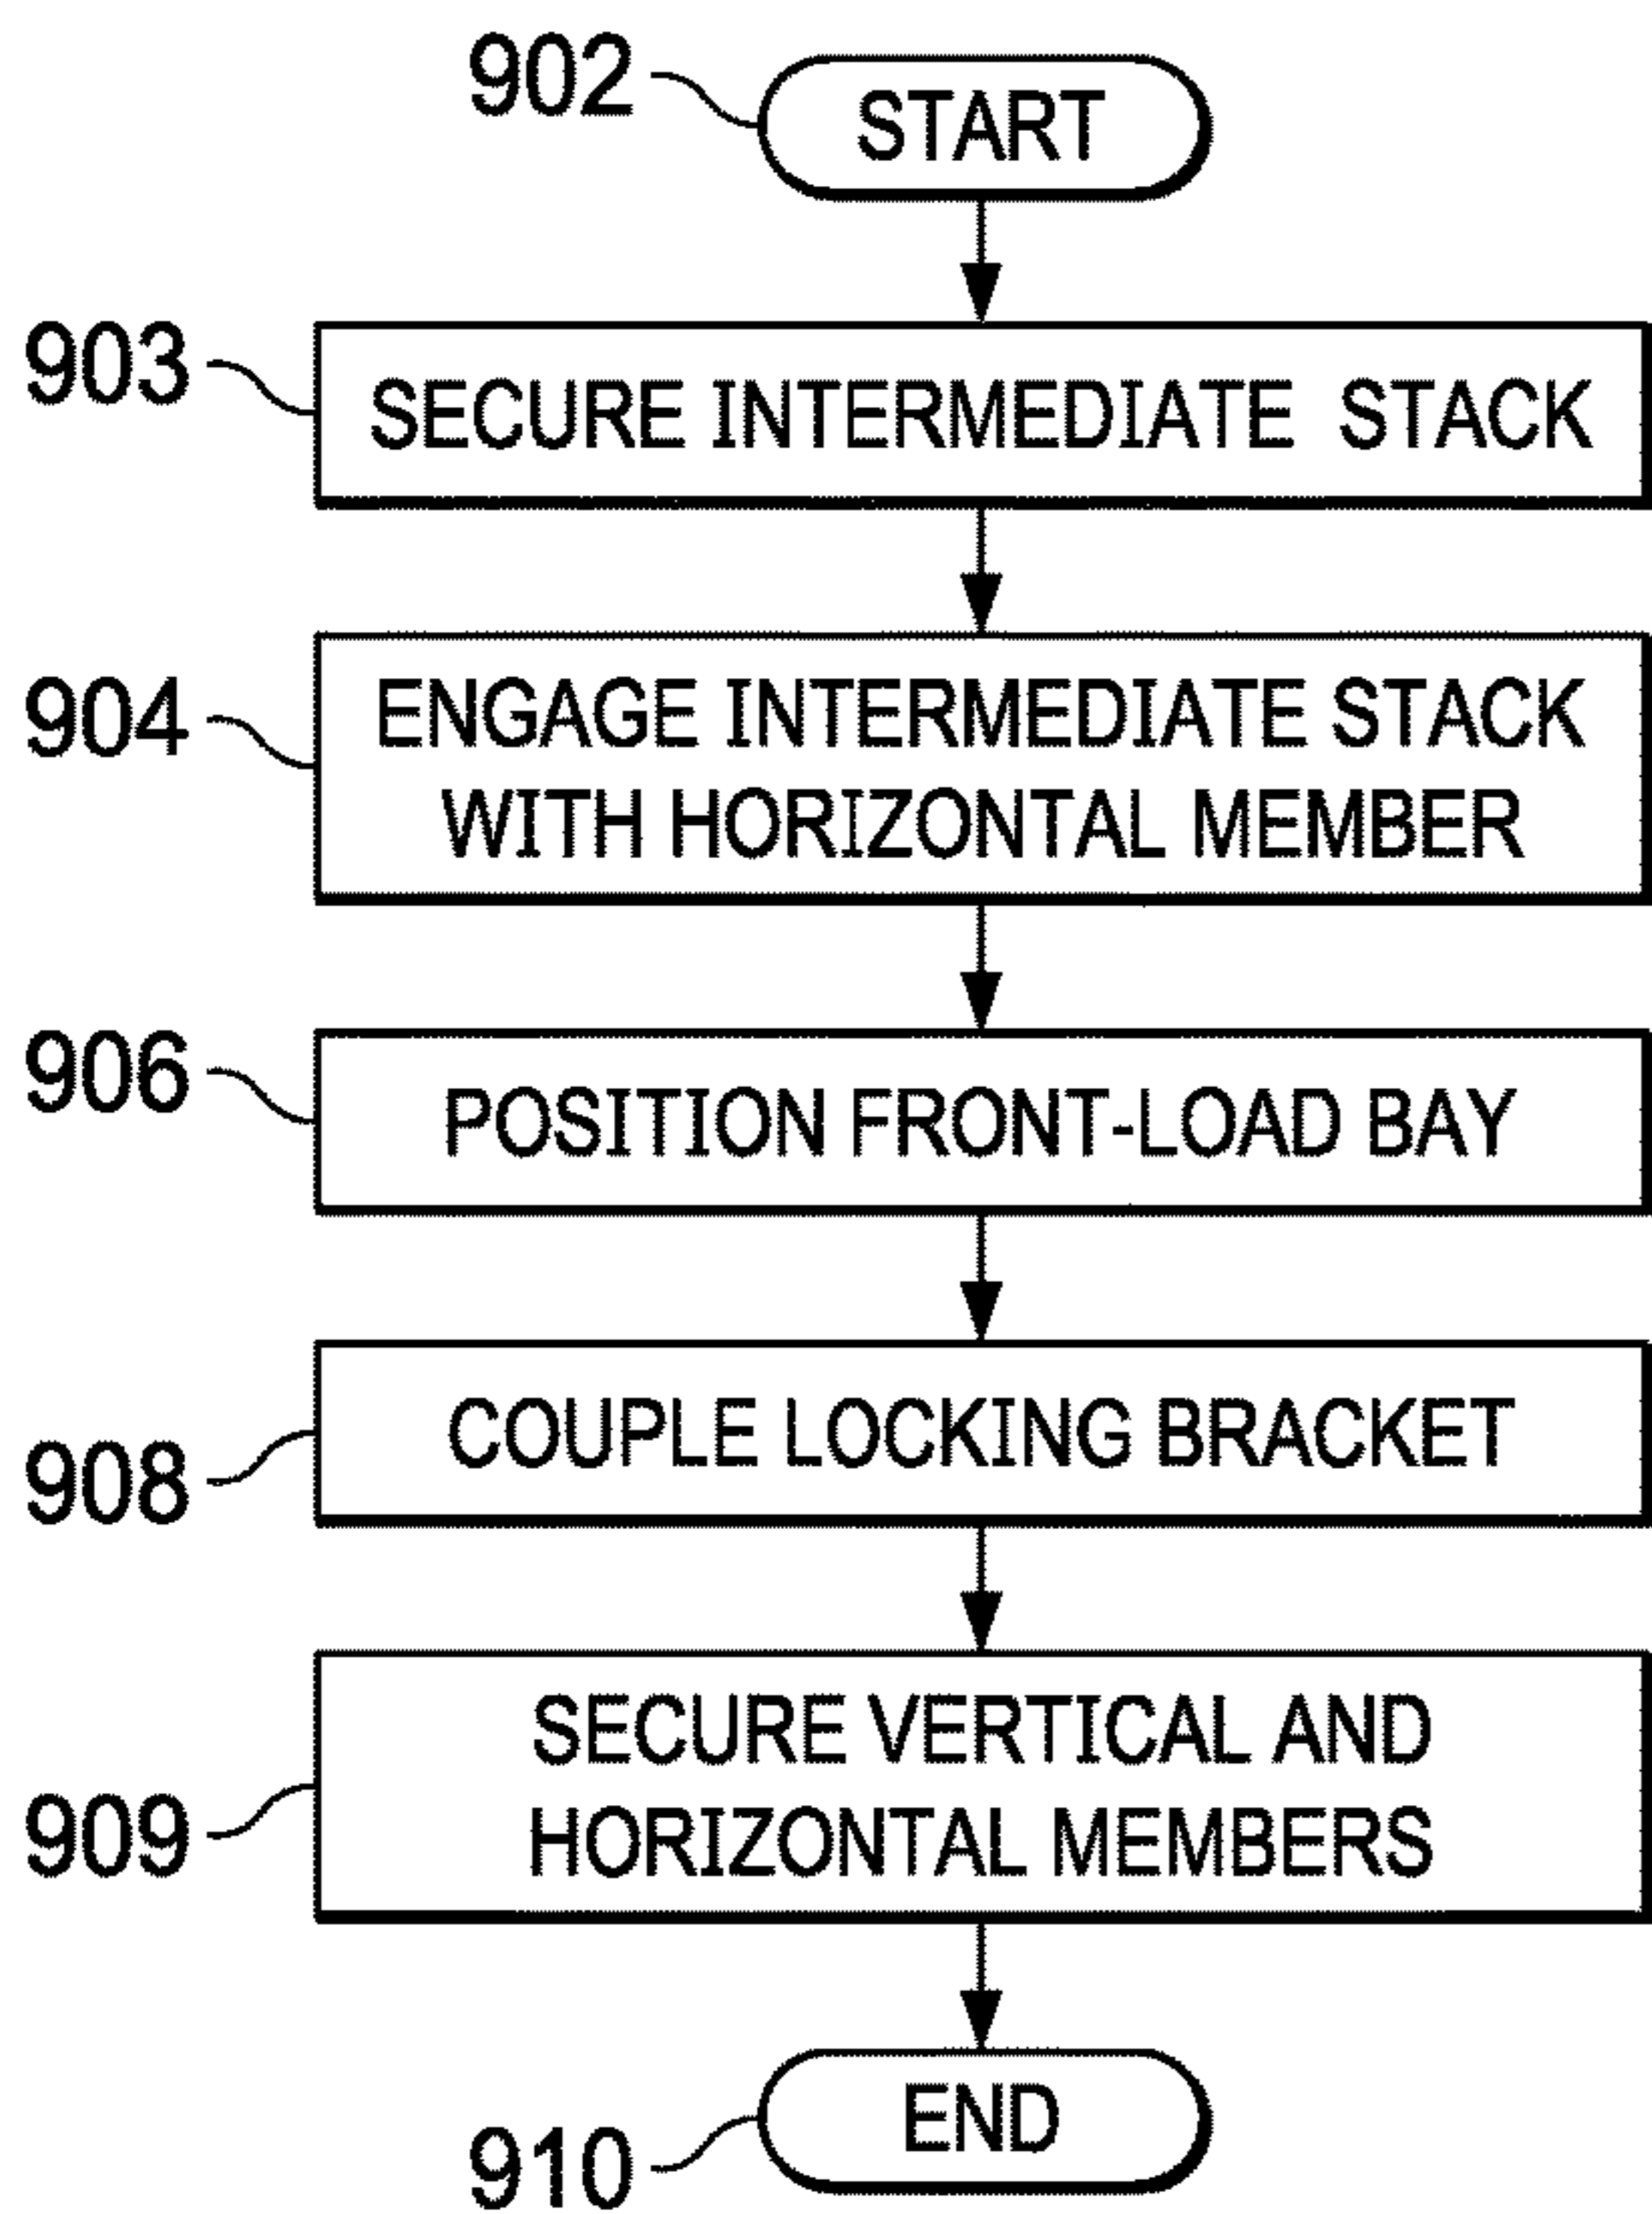 902
START
903
SECURE INTERMEDIATE STACK
904
ENGAGE INTERMEDIATE STACK
WITH HORIZONTAL MEMBER
906
POSITION FRONT-LOAD BAY
908
COUPLE LOCKING BRACKET
909
SECURE VERTICAL AND
HORIZONTAL MEMBERS
910
END